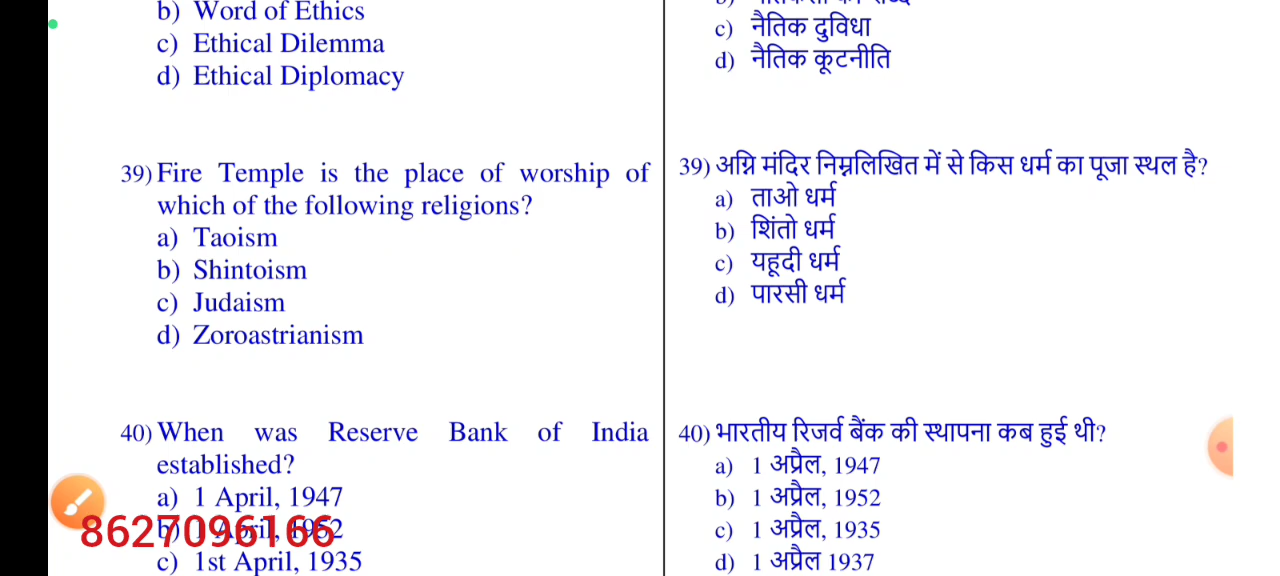 b) Word of Ethics
c) Ethical Dilemma
d) Ethical Diplomacy
39) Fire Temple is the place of worship of
which of the following religions?
a) Taoism
b) Shintoism
c) Judaism
d) Zoroastrianism
40) When was Reserve Bank of India
established?
a) 1 April, 1947
b) 1 April, 1952
8627096166
c) 1st April, 1935
c) नैतिक दुविधा
d) नैतिक कूटनीति
39) अग्नि मंदिर निम्नलिखित में से किस धर्म का पूजा स्थल है?
a) ताओ धर्म
b) शिंतो धर्म
c) यहूदी धर्म
d) पारसी धर्म
40) भारतीय रिजर्व बैंक की स्थापना कब हुई थी?
a) 1 अप्रैल, 1947
b) 1 अप्रैल, 1952
c) 1 अप्रैल, 1935
d) 1 अप्रैल 1937